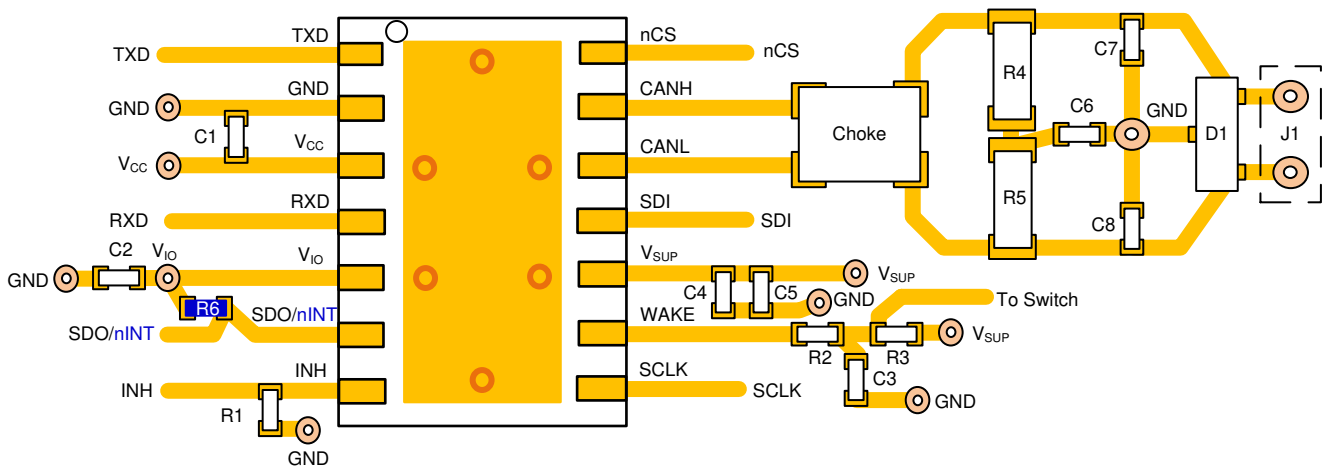 TXD
TXD
GND
GND
C1
VCC
VCC
RXD
RXD
C2
VIO
VIO
GND
R6
SDO/nINT
SDO/nINT
INH
INH
R1
GND
nCS
nCS
CANH
CANL
Choke
SDI
SDI
VSUP
VSUP
C4
C5
GND
WAKE
To Switch
R2
R3
VSUP
C3
SCLK
SCLK
GND
R4
R5
C6
C7
GND
C8
D1
J1